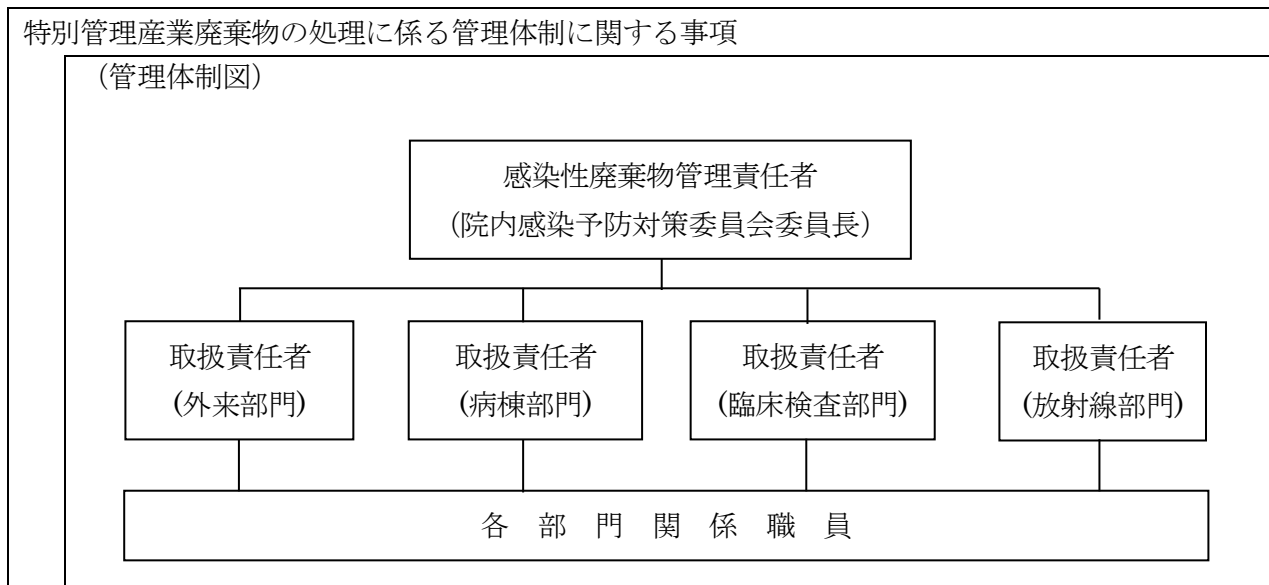 特別管理産業廃棄物の処理に係る管理体制に関する事項
（管理体制図）
感染性廃棄物管理責任者
（院内感染予防対策委員会委員長）
取扱責任者
(外来部門)
取扱責任者
(病棟部門)
取扱責任者
(臨床検査部門)
取扱責任者
(放射線部門)
各　部　門　関　係　職　員